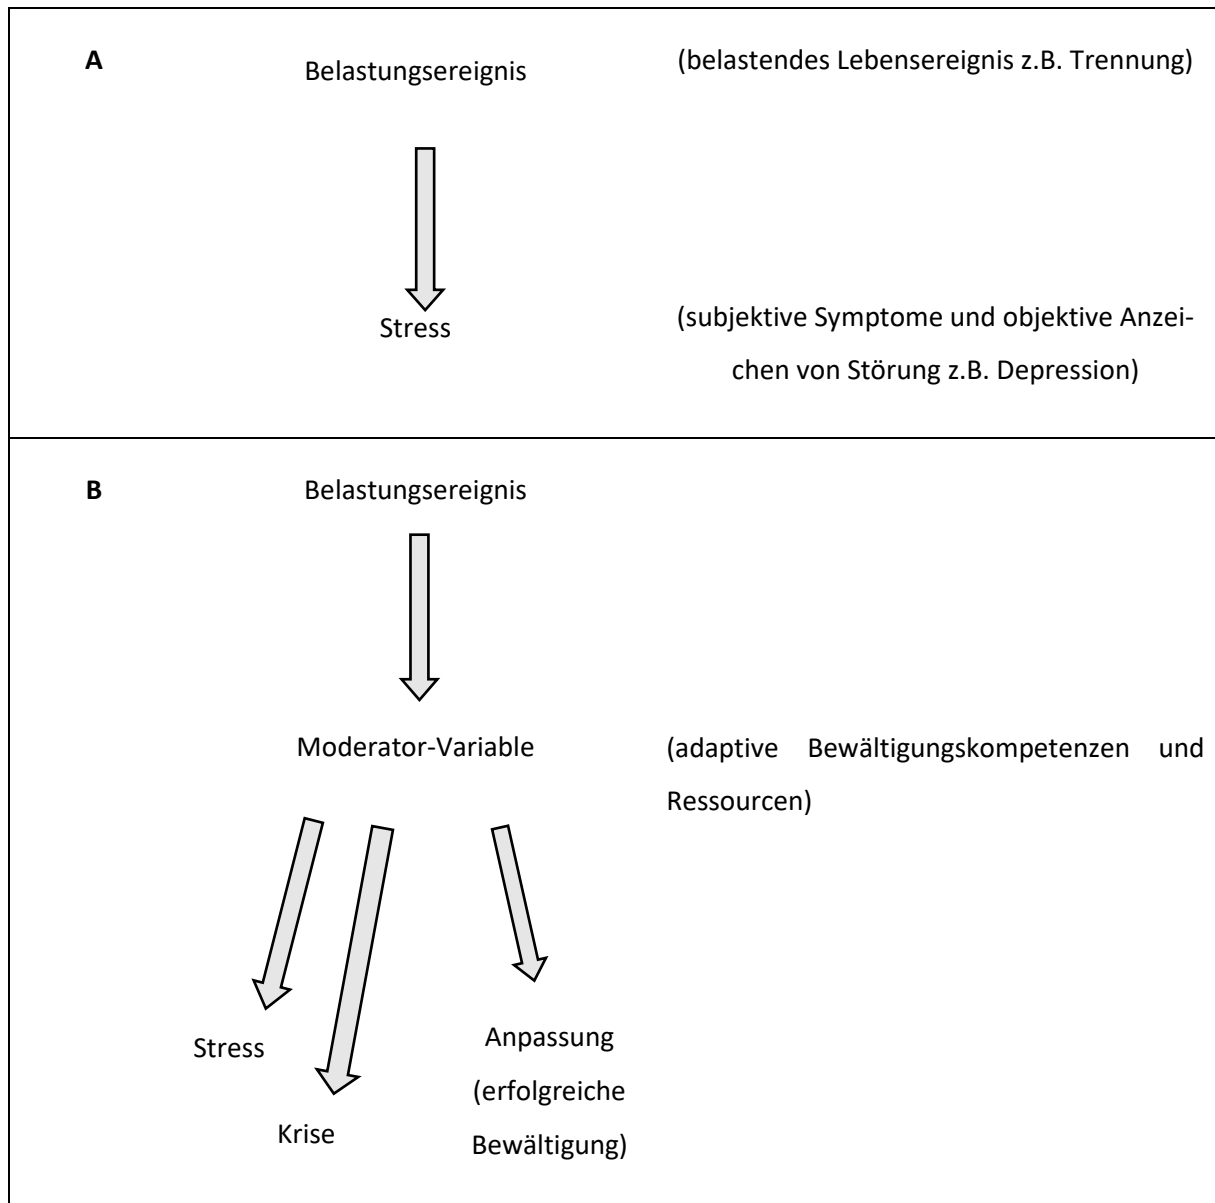 A
Belastungsereignis
(belastendes Lebensereignis z.B. Trennung)
Stress
(subjektive Symptome und objektive Anzei-
chen von Störung z.B. Depression)
B
Belastungsereignis
Moderator-Variable
(adaptive Bewältigungskompetenzen und
Ressourcen)
Stress
Krise
Anpassung
(erfolgreiche
Bewältigung)